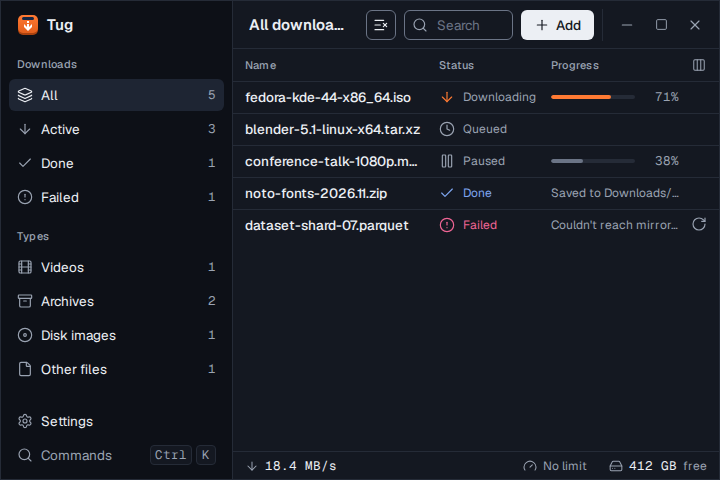 Tug
Downloads
All 5
Active 3
Done 1
Failed 1
Types
Videos 1
Archives 2
Disk images 1
Other files 1
Settings
Commands Ctrl K
All downloa... Search Add
Name Status Progress
fedora-kde-44-x86_64.iso Downloading 71%
blender-5.1-linux-x64.tar.xz Queued
conference-talk-1080p.m... Paused 38%
noto-fonts-2026.11.zip Done Saved to Downloads/...
dataset-shard-07.parquet Failed Couldn't reach mirror...
18.4 MB/s No limit 412 GB free